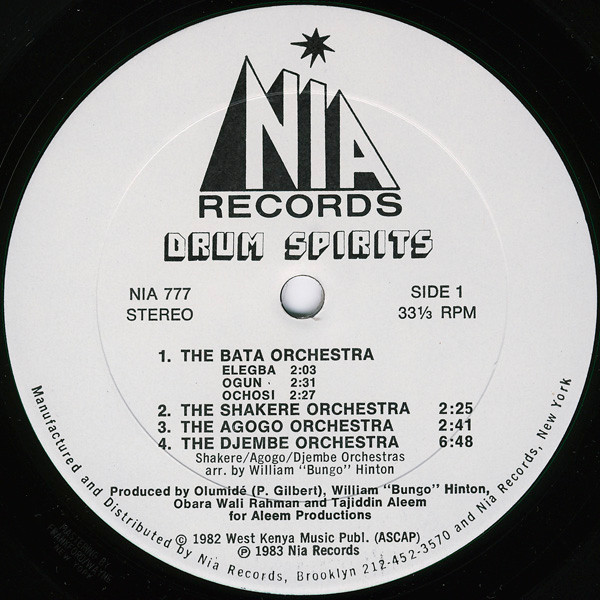 NIA
RECORDS
DRUM SPIRITS
NIA 777
STEREO
SIDE 1
33⅓ RPM
1. THE BATA ORCHESTRA
ELEGBA 2:03
OGUN 2:31
OCHOSI 2:27
2. THE SHAKERE ORCHESTRA 2:25
3. THE AGOGO ORCHESTRA 2:41
4. THE DJEMBE ORCHESTRA 6:48
Shakere/Agogo/Djembe Orchestras
arr. by William "Bungo" Hinton
Produced by Olumidé (P. Gilbert), William "Bungo" Hinton,
Obara Wali Rahman and Tajiddin Aleem
for Aleem Productions
© 1982 West Kenya Music Publ. (ASCAP)
℗ 1983 Nia Records
Manufactured and Distributed by Nia Records, Brooklyn 212-452-3570 and Nia Records, New York